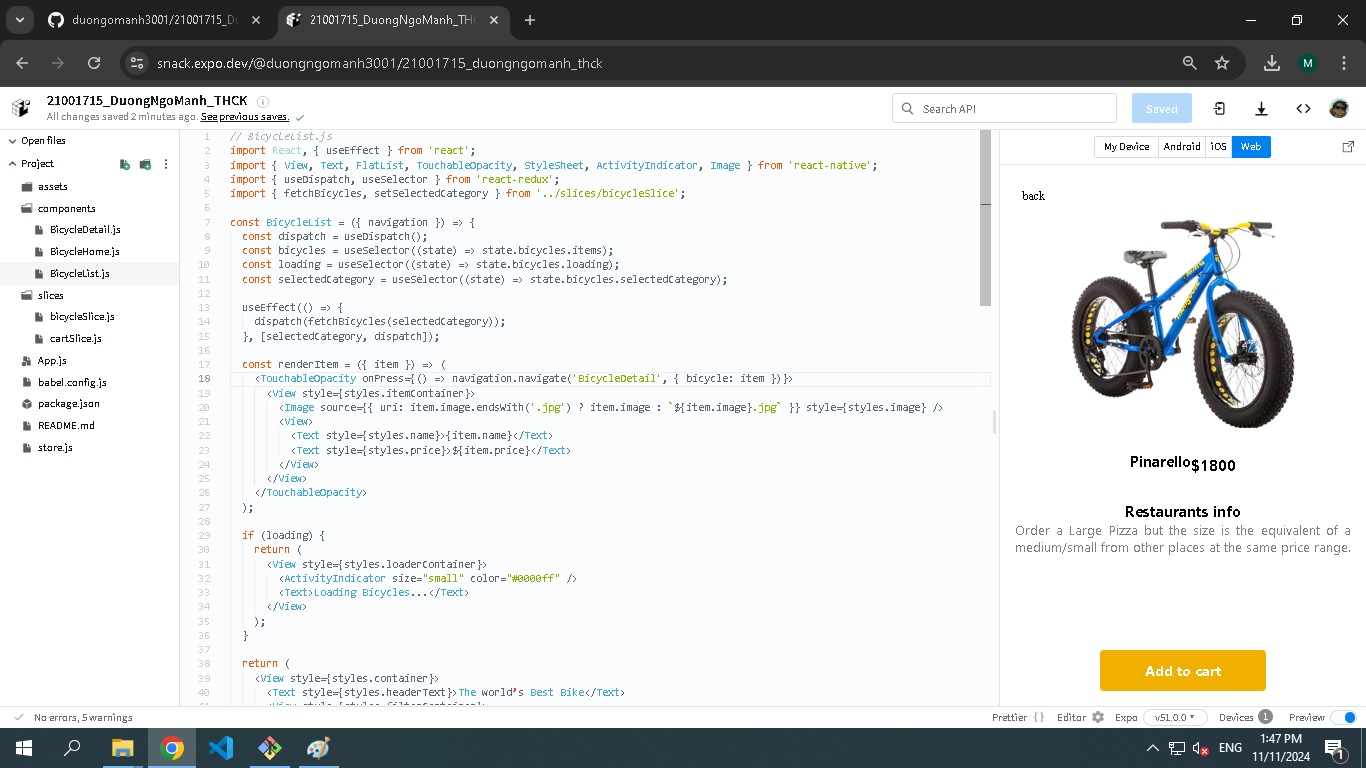 duongomanh3001/21001715_Du
21001715_DuongNgoManh_TH
snack.expo.dev/@duongngomanh3001/21001715_duongngomanh_thck
M
21001715_DuongNgoManh_THCK
All changes saved 2 minutes ago. See previous saves.
Search API
Saved
Open files
Project
assets
components
BicycleDetail.js
BicycleHome.js
BicycleList.js
slices
bicycleSlice.js
cartSlice.js
App.js
babel.config.js
package.json
README.md
store.js
1 // BicycleList.js
2 import React, { useEffect } from 'react';
3 import { View, Text, FlatList, TouchableOpacity, StyleSheet, ActivityIndicator, Image } from 'react-native';
4 import { useDispatch, useSelector } from 'react-redux';
5 import { fetchBicycles, setSelectedCategory } from '../slices/bicycleSlice';
6
7 const BicycleList = ({ navigation }) => {
8 const dispatch = useDispatch();
9 const bicycles = useSelector((state) => state.bicycles.items);
10 const loading = useSelector((state) => state.bicycles.loading);
11 const selectedCategory = useSelector((state) => state.bicycles.selectedCategory);
12
13 useEffect(() => {
14 dispatch(fetchBicycles(selectedCategory));
15 }, [selectedCategory, dispatch]);
16
17 const renderItem = ({ item }) => (
18 <TouchableOpacity onPress={() => navigation.navigate('BicycleDetail', { bicycle: item })}>
19 <View style={styles.itemContainer}>
20 <Image source={{ uri: item.image.endsWith('.jpg') ? item.image : `${item.image}.jpg` }} style={styles.image} />
21 <View>
22 <Text style={styles.name}>{item.name}</Text>
23 <Text style={styles.price}>${item.price}</Text>
24 </View>
25 </View>
26 </TouchableOpacity>
27 );
28
29 if (loading) {
30 return (
31 <View style={styles.loaderContainer}>
32 <ActivityIndicator size="small" color="#0000ff" />
33 <Text>Loading Bicycles...</Text>
34 </View>
35 );
36 }
37
38 return (
39 <View style={styles.container}>
40 <Text style={styles.headerText}>The world's Best Bike</Text>
My Device Android iOS Web
back
Pinarello $1800
Restaurants info
Order a Large Pizza but the size is the equivalent of a
medium/small from other places at the same price range.
Add to cart
No errors, 5 warnings
Prettier {} Editor Expo v51.0.0 Devices 1 Preview
ENG
1:47 PM
11/11/2024
1